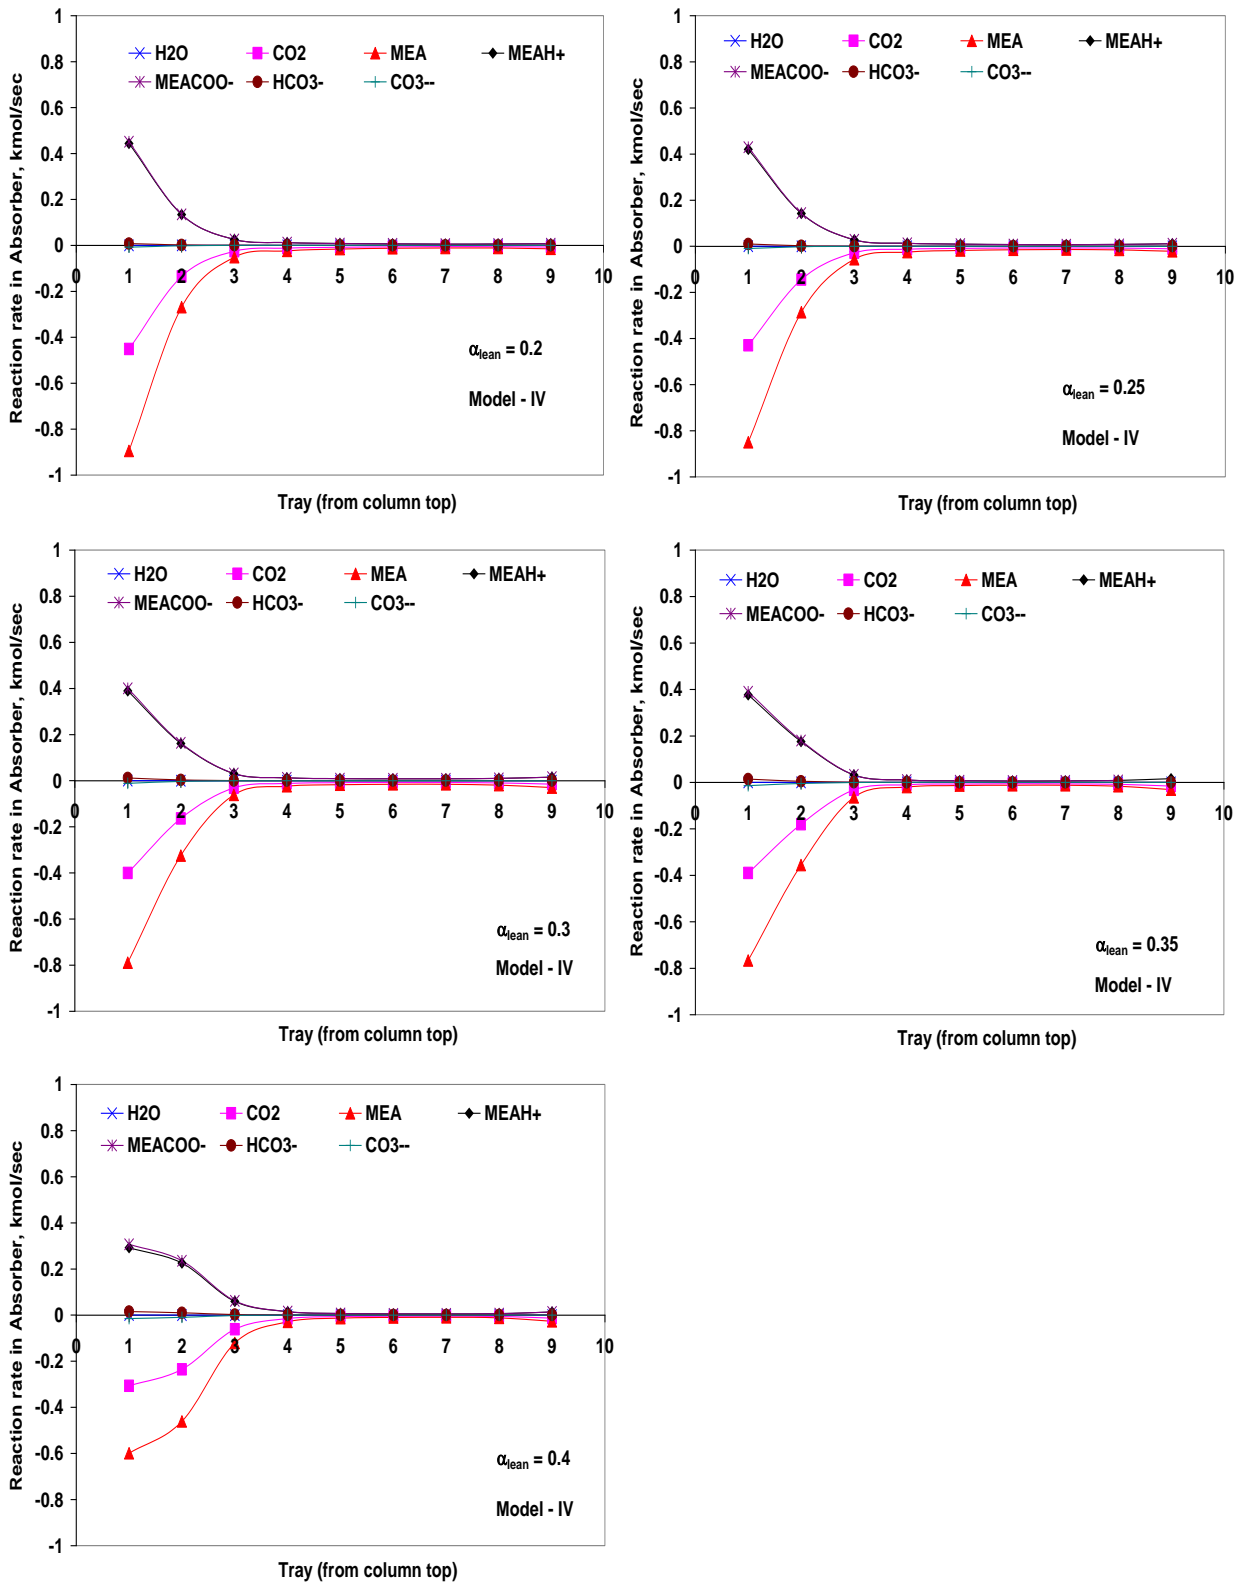 Reaction rate in Absorber, kmol/sec
1
0.8
0.6
0.4
0.2
0
-0.2
-0.4
-0.6
-0.8
-1
H2O CO2 MEA MEAH+
MEACOO- HCO3- CO3--
0 1 2 3 4 5 6 7 8 9 10
αlean = 0.2
Model - IV
Tray (from column top)
Reaction rate in Absorber, kmol/sec
1
0.8
0.6
0.4
0.2
0
-0.2
-0.4
-0.6
-0.8
-1
H2O CO2 MEA MEAH+
MEACOO- HCO3- CO3--
0 1 2 3 4 5 6 7 8 9 10
αlean = 0.25
Model - IV
Tray (from column top)
Reaction rate in Absorber, kmol/sec
1
0.8
0.6
0.4
0.2
0
-0.2
-0.4
-0.6
-0.8
-1
H2O CO2 MEA MEAH+
MEACOO- HCO3- CO3--
0 1 2 3 4 5 6 7 8 9 10
αlean = 0.3
Model - IV
Tray (from column top)
Reaction rate in Absorber, kmol/sec
1
0.8
0.6
0.4
0.2
0
-0.2
-0.4
-0.6
-0.8
-1
H2O CO2 MEA MEAH+
MEACOO- HCO3- CO3--
0 1 2 3 4 5 6 7 8 9 10
αlean = 0.35
Model - IV
Tray (from column top)
Reaction rate in Absorber, kmol/sec
1
0.8
0.6
0.4
0.2
0
-0.2
-0.4
-0.6
-0.8
-1
H2O CO2 MEA MEAH+
MEACOO- HCO3- CO3--
0 1 2 3 4 5 6 7 8 9 10
αlean = 0.4
Model - IV
Tray (from column top)